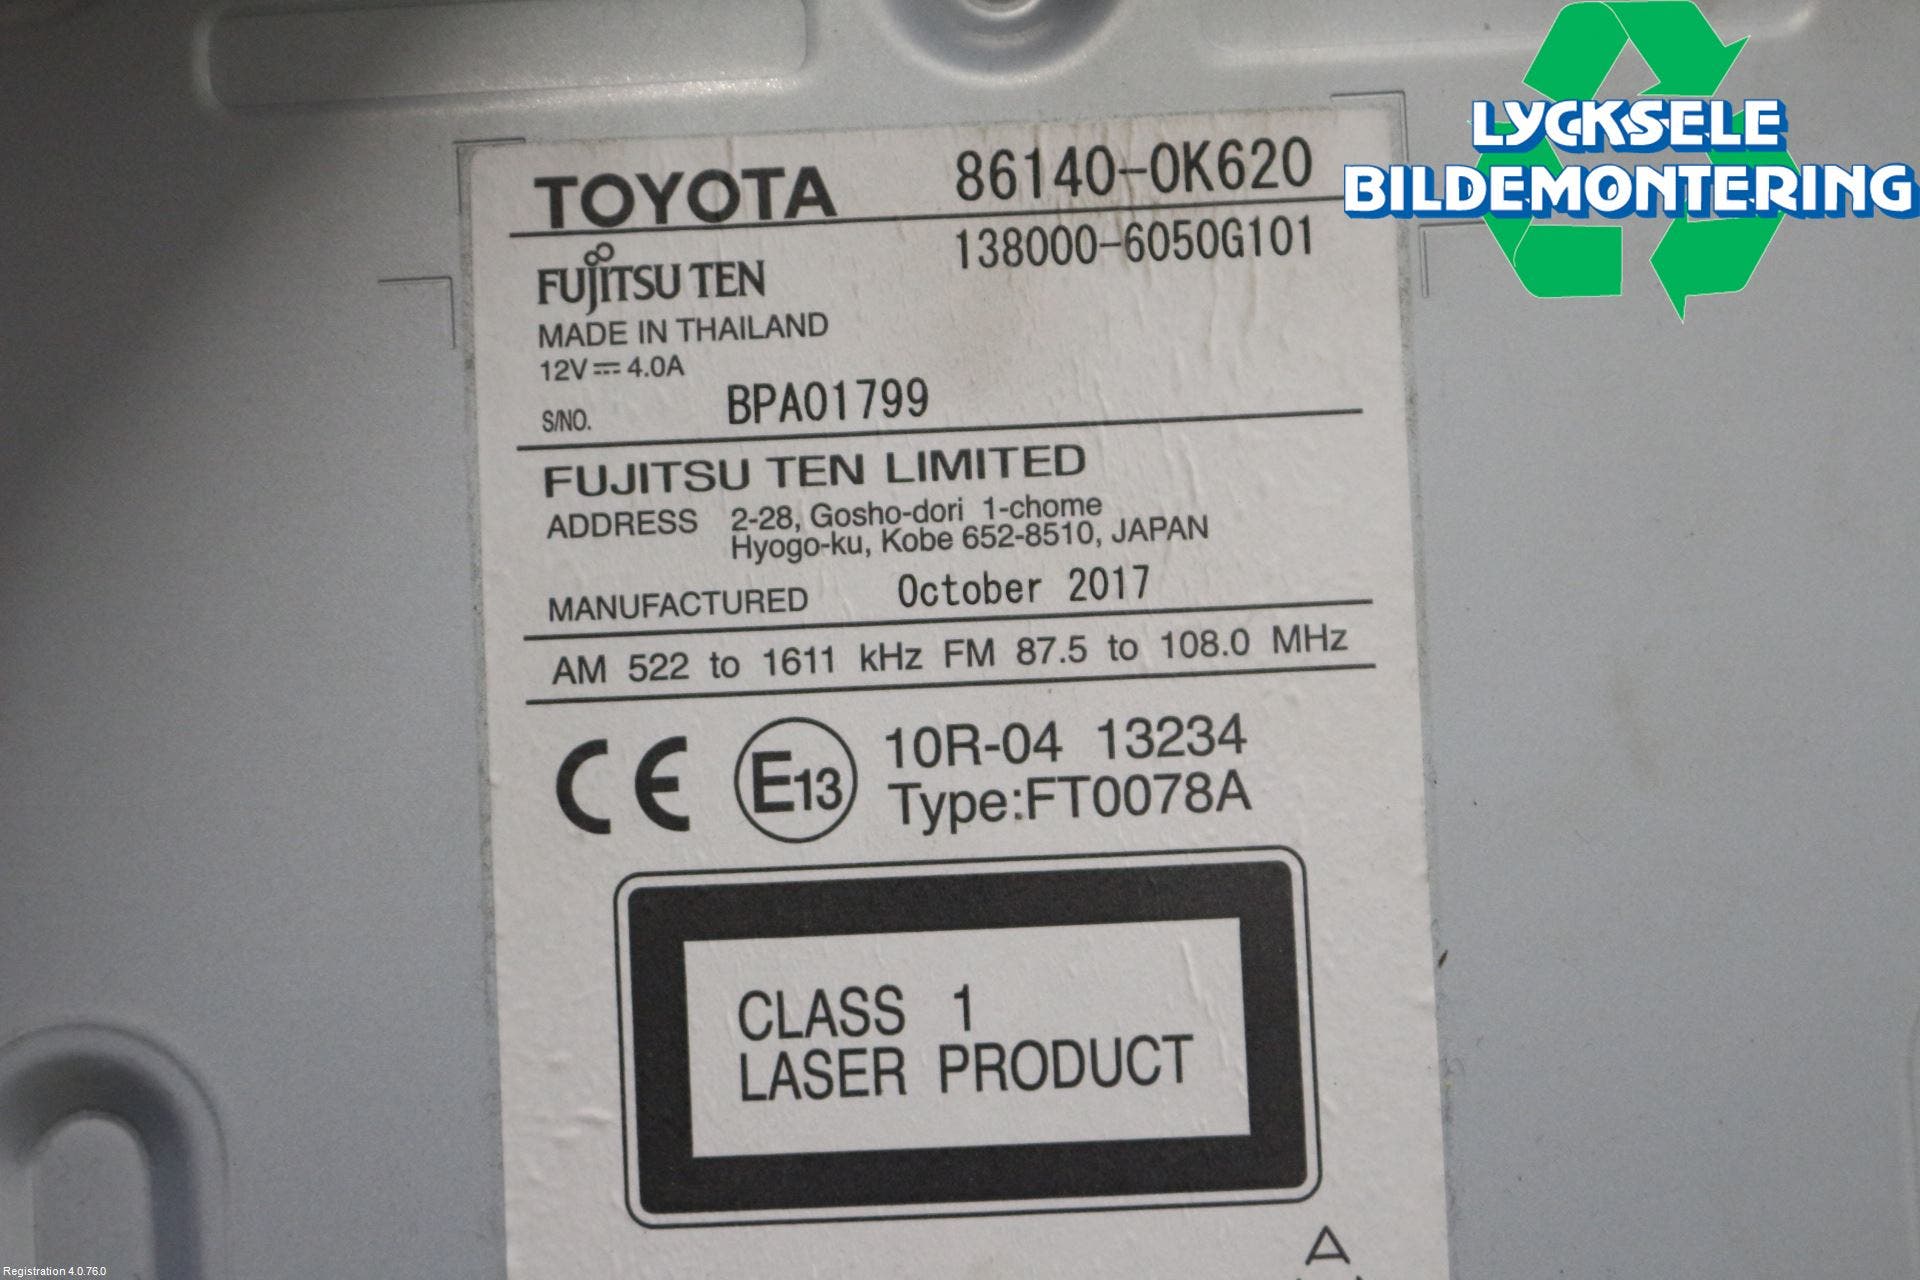 TOYOTA 86140-0K620
FUJITSU TEN 138000-6050G101
MADE IN THAILAND
12V⎓4.0A
S/NO. BPA01799
FUJITSU TEN LIMITED
ADDRESS 2-28, Gosho-dori 1-chome
Hyogo-ku, Kobe 652-8510, JAPAN
MANUFACTURED October 2017
AM 522 to 1611 kHz FM 87.5 to 108.0 MHz
CE E13 10R-04 13234
Type:FT0078A
CLASS 1
LASER PRODUCT
A
LYCKSELE
BILDEMONTERING
Registration 4.0.76.0